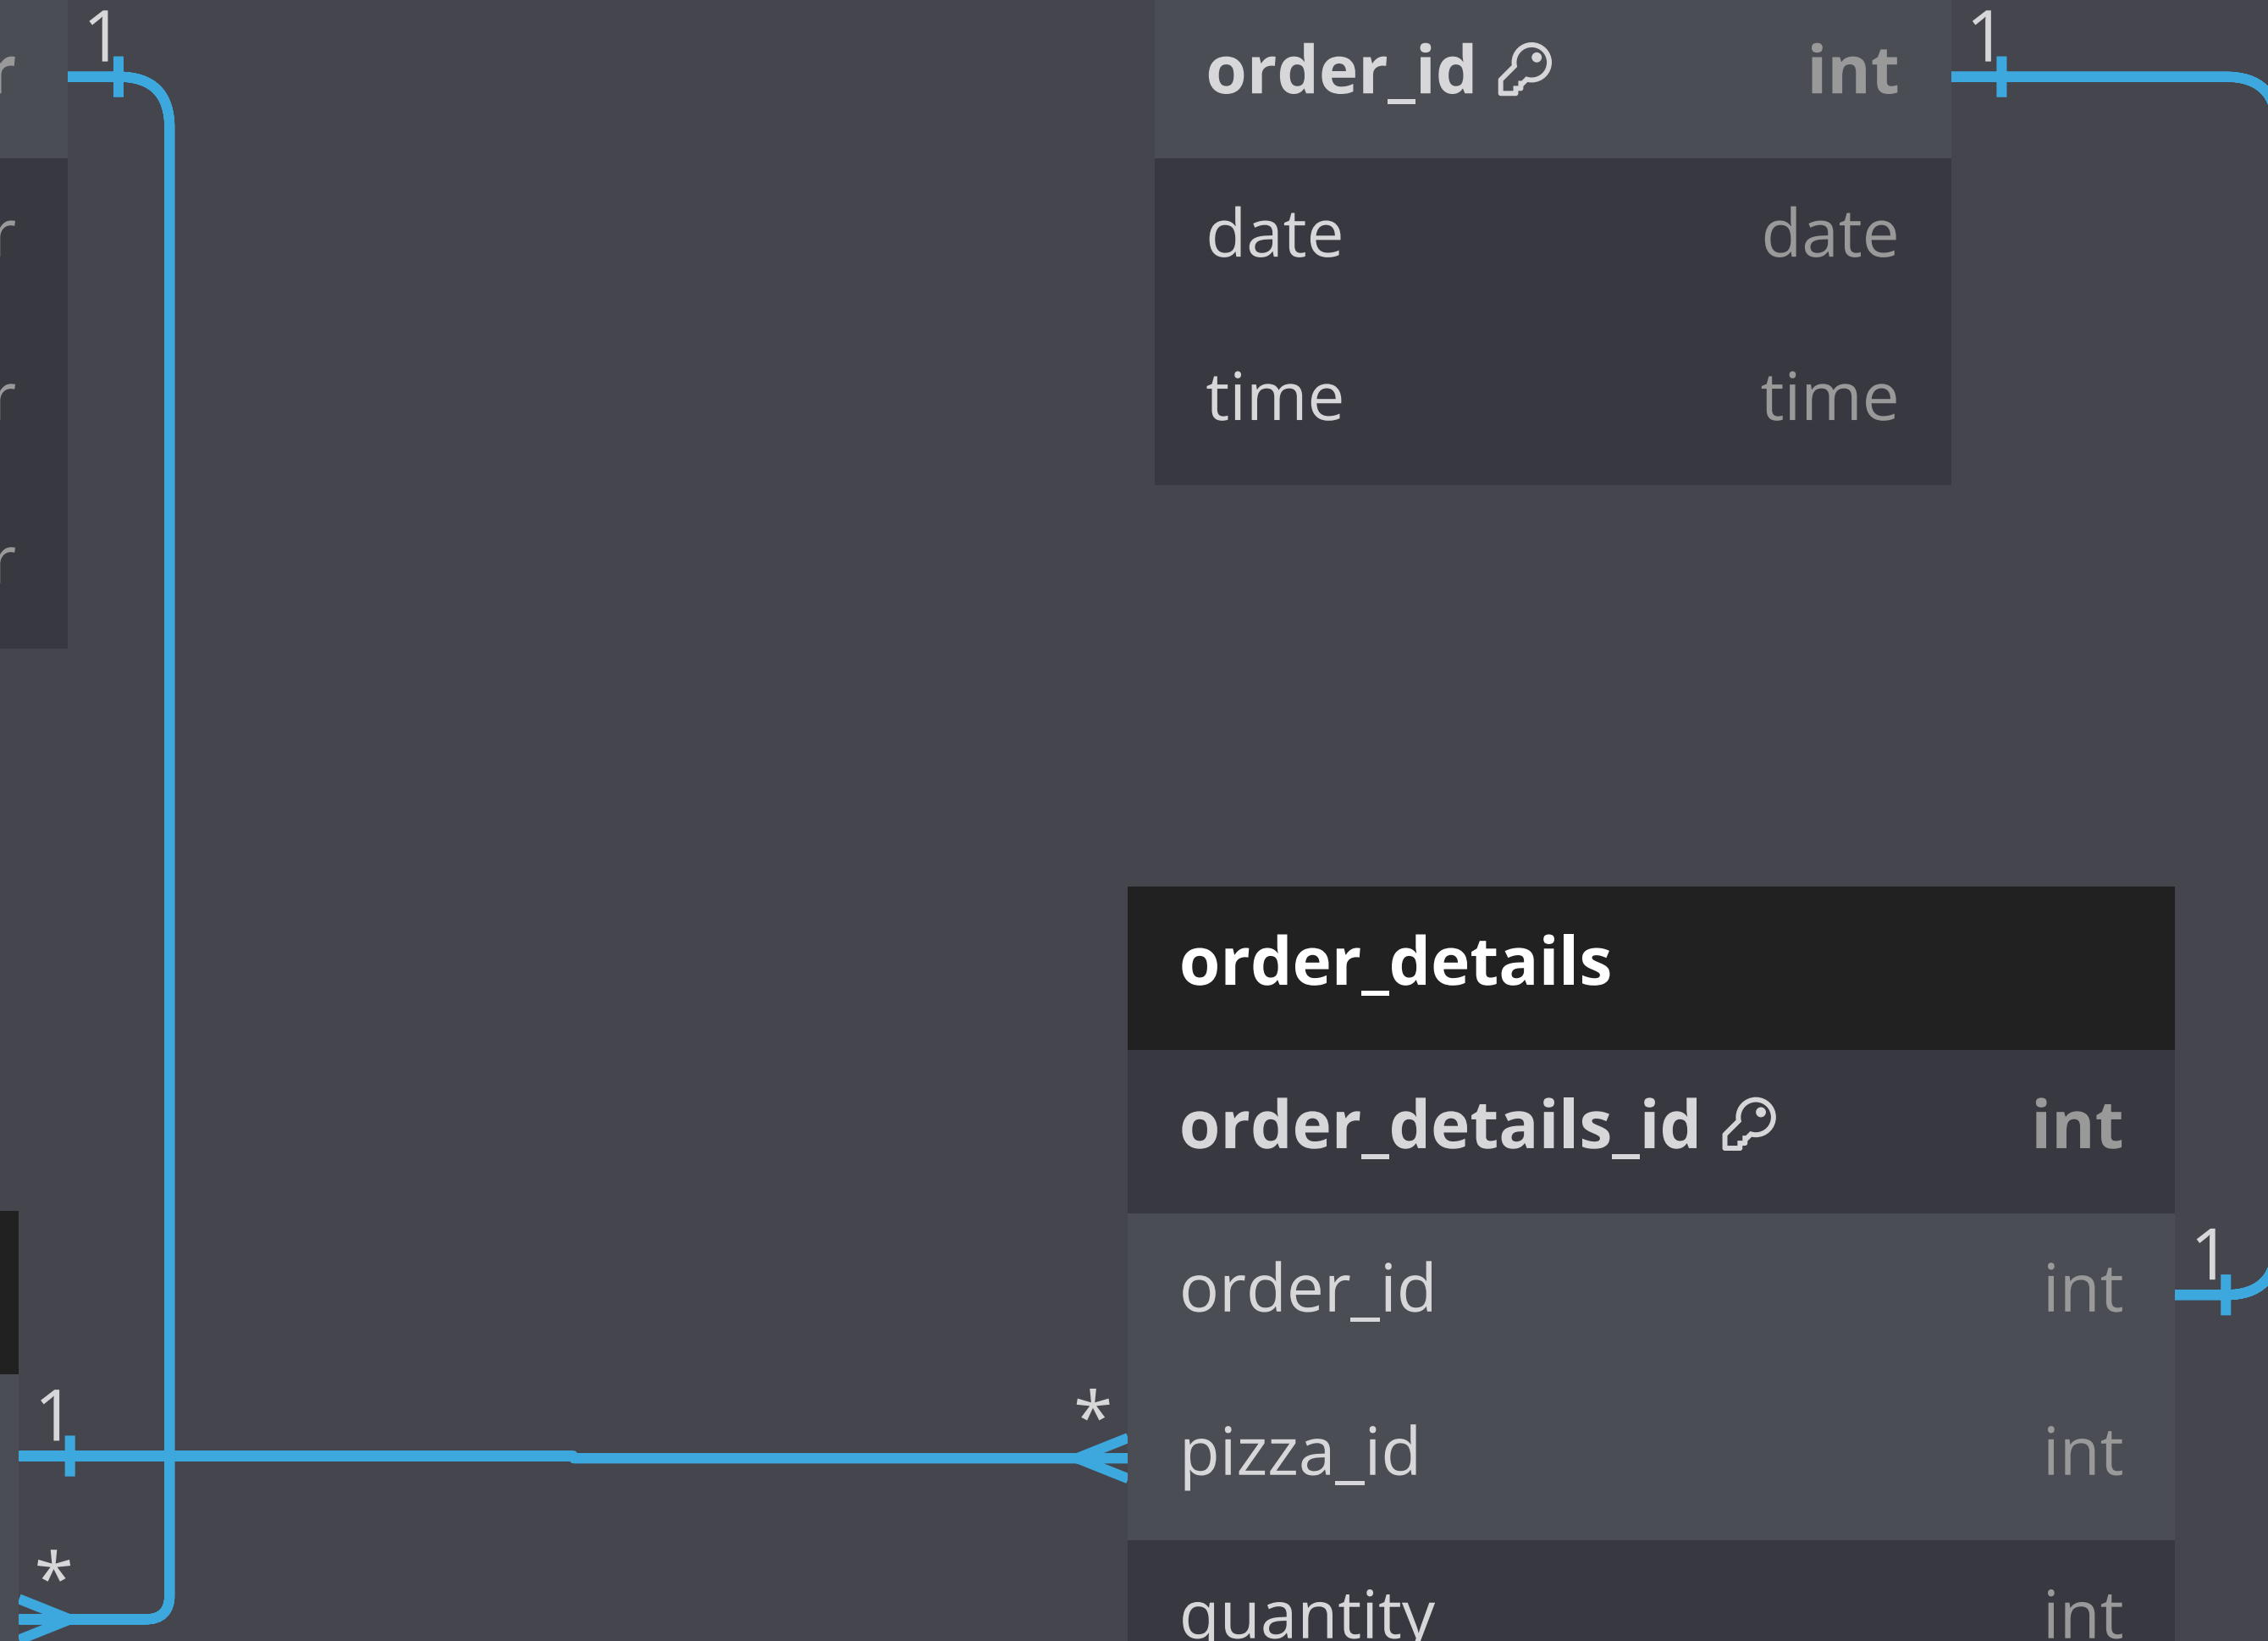 1
order_id int
1
date date
time time
order_details
order_details_id int
order_id int
1
1
*
pizza_id int
*
quantity int